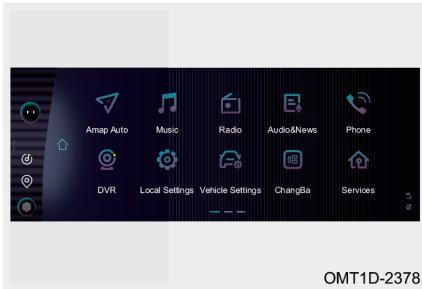 Amap Auto Music Radio Audio&News Phone
DVR Local Settings Vehicle Settings ChangBa Services
OMT1D-2378